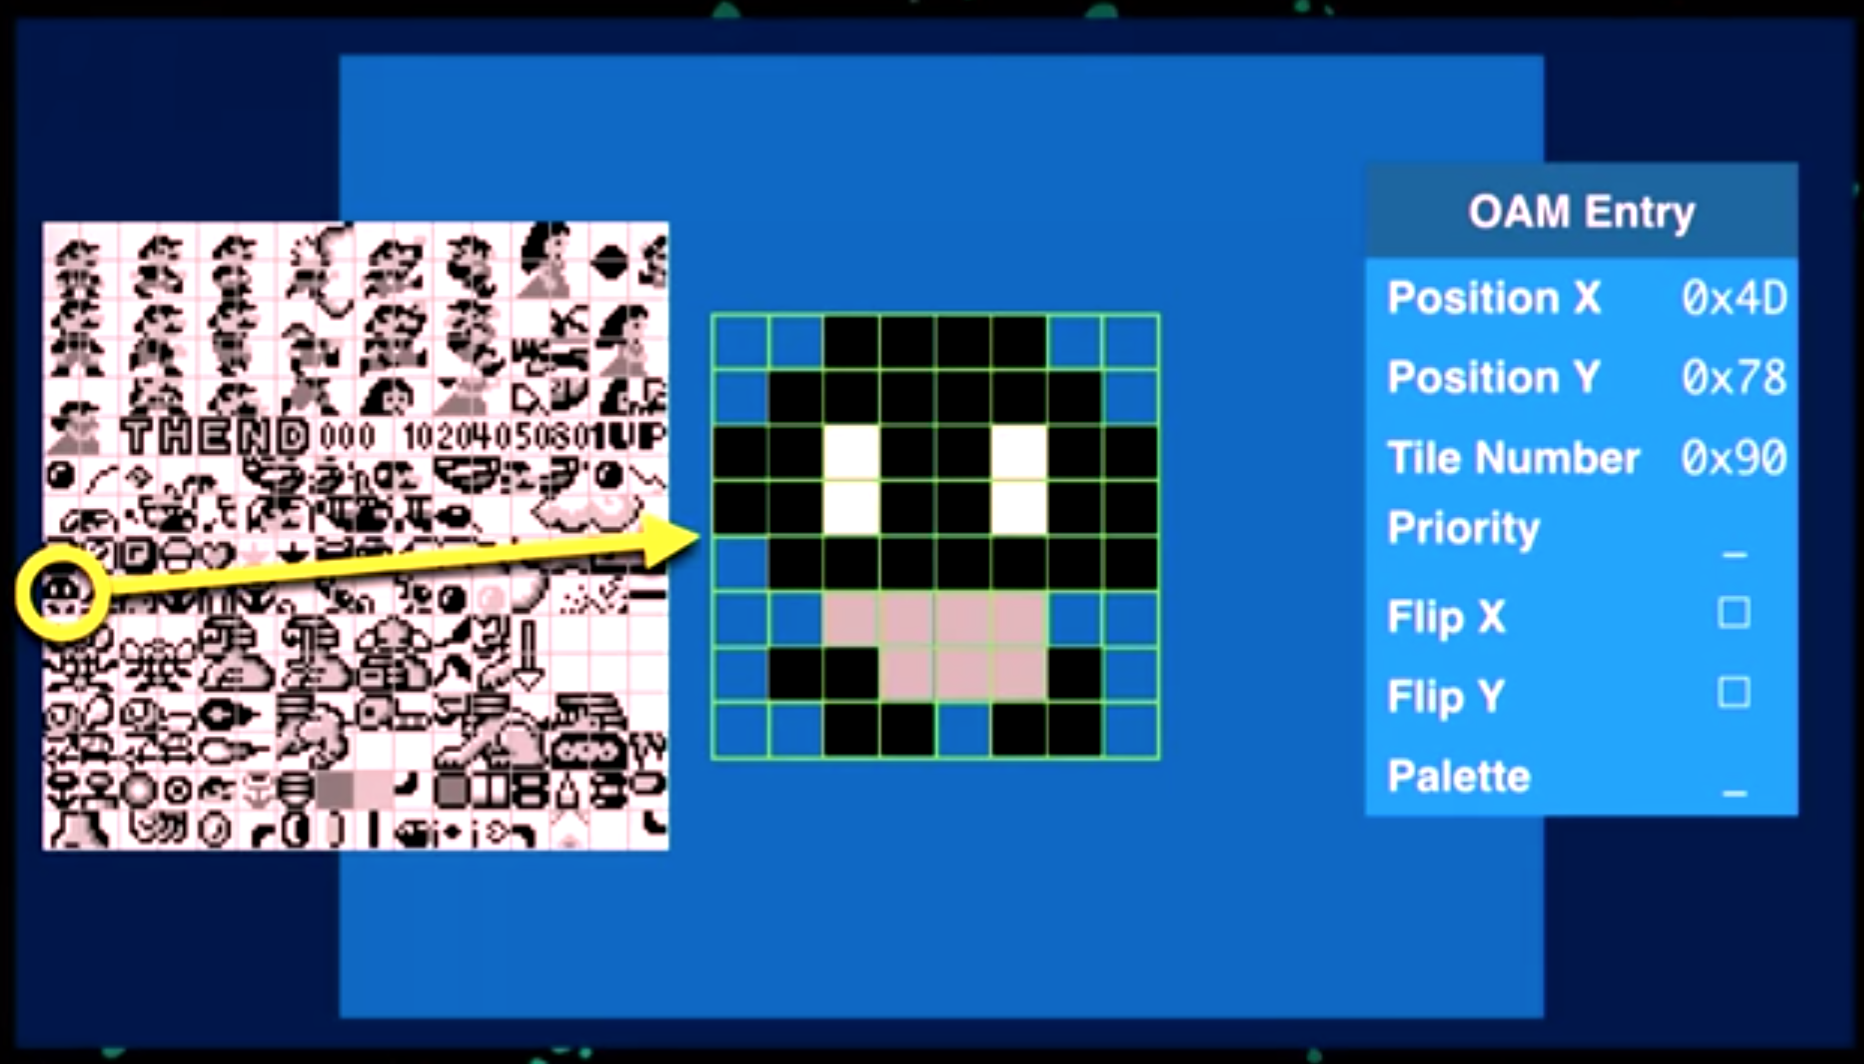 THEND 000 10204050801UP
OAM Entry
Position X 0x4D
Position Y 0x78
Tile Number 0x90
Priority _
Flip X
Flip Y
Palette _